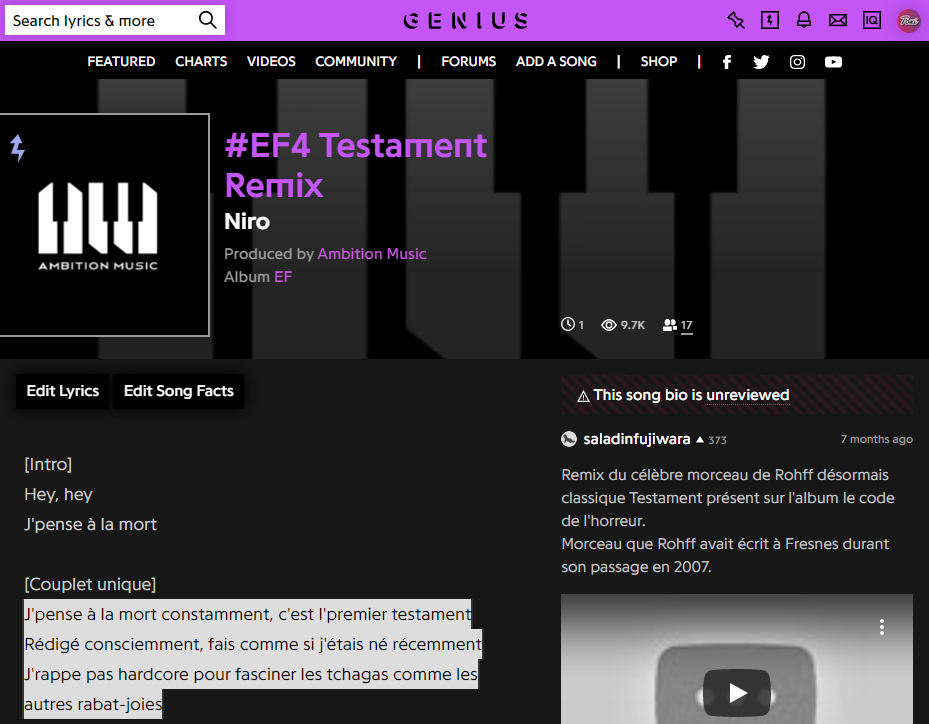 Search lyrics & more
GENIUS
IQ
FEATURED CHARTS VIDEOS COMMUNITY | FORUMS ADD A SONG | SHOP |
AMBITION MUSIC
#EF4 Testament
Remix
Niro
Produced by Ambition Music
Album EF
1 9.7K 17
Edit Lyrics Edit Song Facts
[Intro]
Hey, hey
J'pense à la mort
[Couplet unique]
J'pense à la mort constamment, c'est l'premier testament
Rédigé consciemment, fais comme si j'étais né récemment
J'rappe pas hardcore pour fasciner les tchagas comme les
autres rabat-joies
This song bio is unreviewed
saladinfujiwara 373 7 months ago
Remix du célèbre morceau de Rohff désormais
classique Testament présent sur l'album le code
de l'horreur.
Morceau que Rohff avait écrit à Fresnes durant
son passage en 2007.